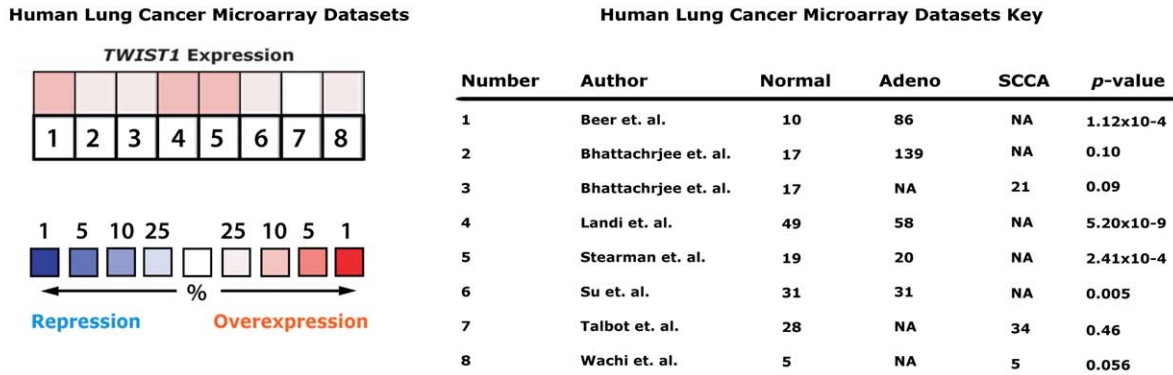 Human Lung Cancer Microarray Datasets
TWIST1 Expression
1 2 3 4 5 6 7 8
1 5 10 25 25 10 5 1
%
Repression Overexpression
Human Lung Cancer Microarray Datasets Key
Number Author Normal Adeno SCCA p-value
1 Beer et. al. 10 86 NA 1.12x10-4
2 Bhattachrjee et. al. 17 139 NA 0.10
3 Bhattachrjee et. al. 17 NA 21 0.09
4 Landi et. al. 49 58 NA 5.20x10-9
5 Stearman et. al. 19 20 NA 2.41x10-4
6 Su et. al. 31 31 NA 0.005
7 Talbot et. al. 28 NA 34 0.46
8 Wachi et. al. 5 NA 5 0.056